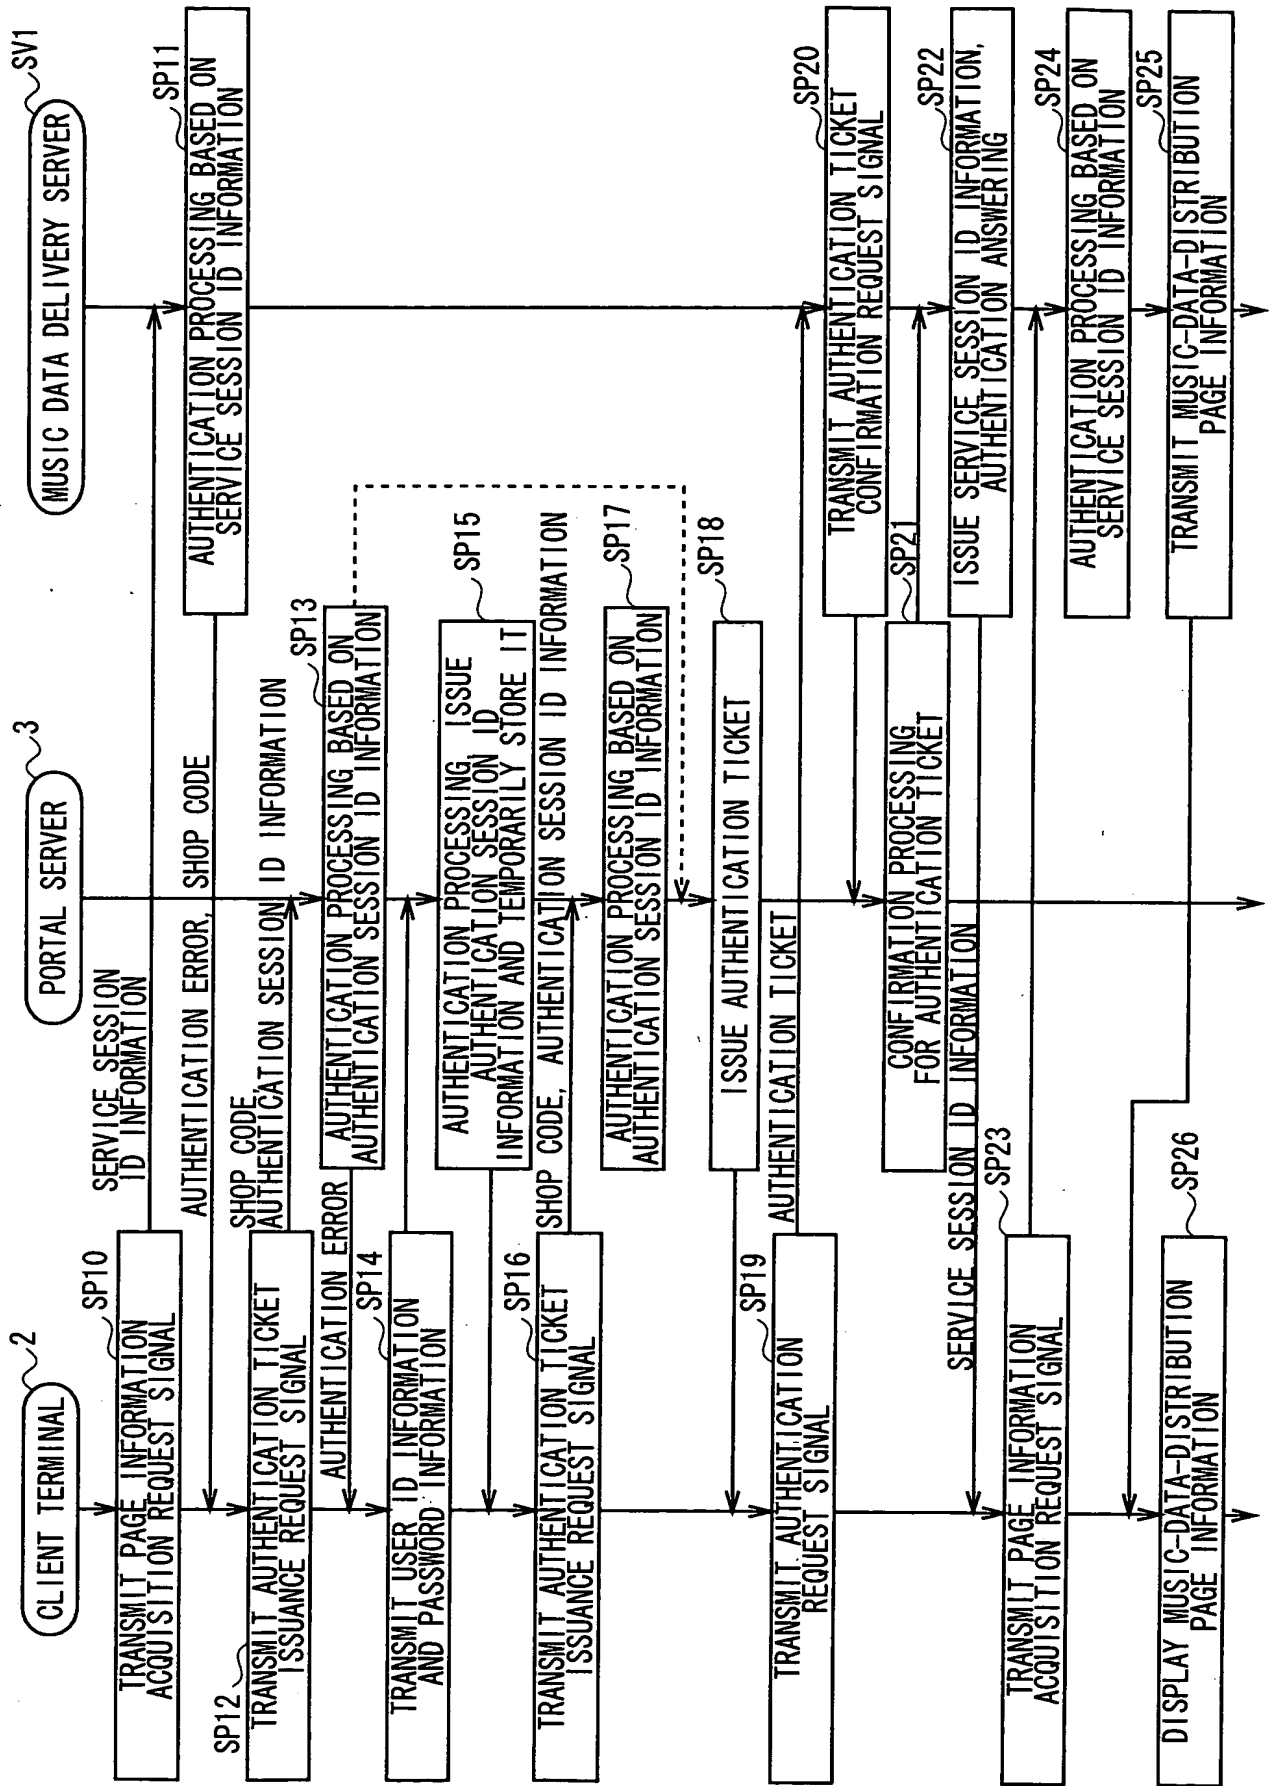 CLIENT TERMINAL
2
PORTAL SERVER
3
MUSIC DATA DELIVERY SERVER
SV1
SP10
TRANSMIT PAGE INFORMATION
ACQUISITION REQUEST SIGNAL
SERVICE SESSION
ID INFORMATION
SP11
AUTHENTICATION PROCESSING BASED ON
SERVICE SESSION ID INFORMATION
AUTHENTICATION ERROR, SHOP CODE
SP12
TRANSMIT AUTHENTICATION TICKET
ISSUANCE REQUEST SIGNAL
SHOP CODE,
AUTHENTICATION SESSION ID INFORMATION
SP13
AUTHENTICATION PROCESSING BASED ON
AUTHENTICATION SESSION ID INFORMATION
AUTHENTICATION ERROR
SP14
TRANSMIT USER ID INFORMATION
AND PASSWORD INFORMATION
SP15
AUTHENTICATION PROCESSING, ISSUE
AUTHENTICATION SESSION ID
INFORMATION AND TEMPORARILY STORE IT
SP16
TRANSMIT AUTHENTICATION TICKET
ISSUANCE REQUEST SIGNAL
SHOP CODE, AUTHENTICATION SESSION ID INFORMATION
SP17
AUTHENTICATION PROCESSING BASED ON
AUTHENTICATION SESSION ID INFORMATION
SP18
ISSUE AUTHENTICATION TICKET
SP19
TRANSMIT AUTHENTICATION
REQUEST SIGNAL
AUTHENTICATION TICKET
SP20
TRANSMIT AUTHENTICATION TICKET
CONFIRMATION REQUEST SIGNAL
SP21
CONFIRMATION PROCESSING
FOR AUTHENTICATION TICKET
SP22
ISSUE SERVICE SESSION ID INFORMATION,
AUTHENTICATION ANSWERING
SERVICE SESSION ID INFORMATION
SP23
TRANSMIT PAGE INFORMATION
ACQUISITION REQUEST SIGNAL
SP24
AUTHENTICATION PROCESSING BASED ON
SERVICE SESSION ID INFORMATION
SP25
TRANSMIT MUSIC-DATA-DISTRIBUTION
PAGE INFORMATION
SP26
DISPLAY MUSIC-DATA-DISTRIBUTION
PAGE INFORMATION